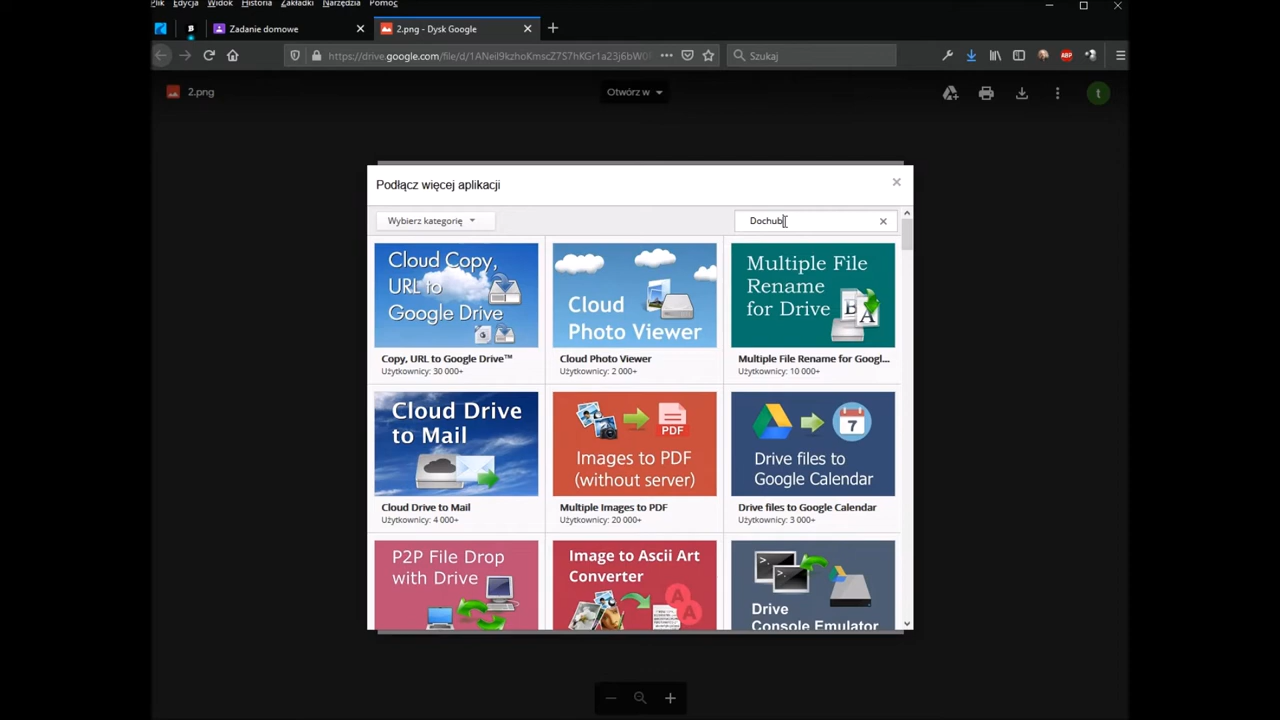 Plik Edycja Widok Historia Zakładki Narzędzia Pomoc
Zadanie domowe
2.png - Dysk Google
Szukaj
ABP
2.png
Otwórz w
t
Podłącz więcej aplikacji
Wybierz kategorię
Dochub
Cloud Copy,
URL to
Google Drive
Copy, URL to Google Drive™
Użytkownicy: 30 000+
Cloud
Photo Viewer
Cloud Photo Viewer
Użytkownicy: 2 000+
Multiple File
Rename
for Drive
B
A
Multiple File Rename for Googl...
Użytkownicy: 10 000+
Cloud Drive
to Mail
Cloud Drive to Mail
Użytkownicy: 4 000+
PDF
Images to PDF
(without server)
Multiple Images to PDF
Użytkownicy: 20 000+
7
Drive files to
Google Calendar
Drive files to Google Calendar
Użytkownicy: 3 000+
P2P File Drop
with Drive
Image to Ascii Art
Converter
A
A
>_
>_
Drive
Console Emulator